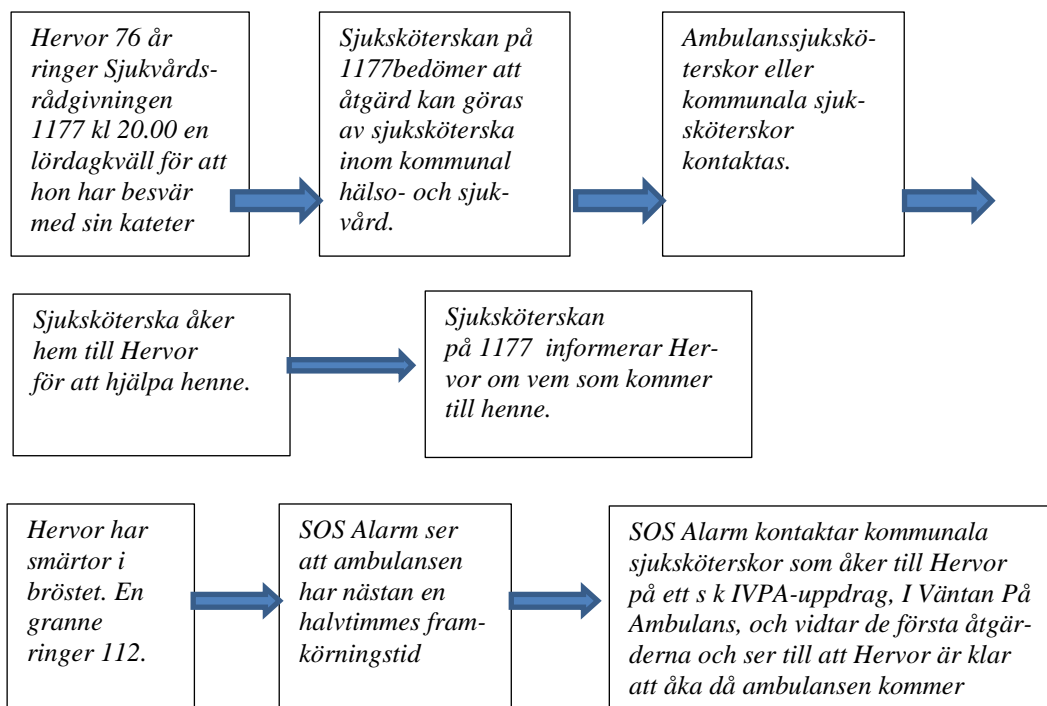 Hervor 76 år
ringer Sjukvårds-
rådgivningen
1177 kl 20.00 en
lördagkväll för att
hon har besvär
med sin kateter
Sjuksköterskan på
1177bedömer att
åtgärd kan göras
av sjuksköterska
inom kommunal
hälso- och sjuk-
vård.
Ambulanssjukskö-
terskor eller
kommunala sjuk-
sköterskor
kontaktas.
Sjuksköterska åker
hem till Hervor
för att hjälpa henne.
Sjuksköterskan
på 1177 informerar Her-
vor om vem som kommer
till henne.
Hervor har
smärtor i
bröstet. En
granne
ringer 112.
SOS Alarm ser
att ambulansen
har nästan en
halvtimmes fram-
körningstid
SOS Alarm kontaktar kommunala
sjuksköterskor som åker till Hervor
på ett s k IVPA-uppdrag, I Väntan På
Ambulans, och vidtar de första åtgär-
derna och ser till att Hervor är klar
att åka då ambulansen kommer